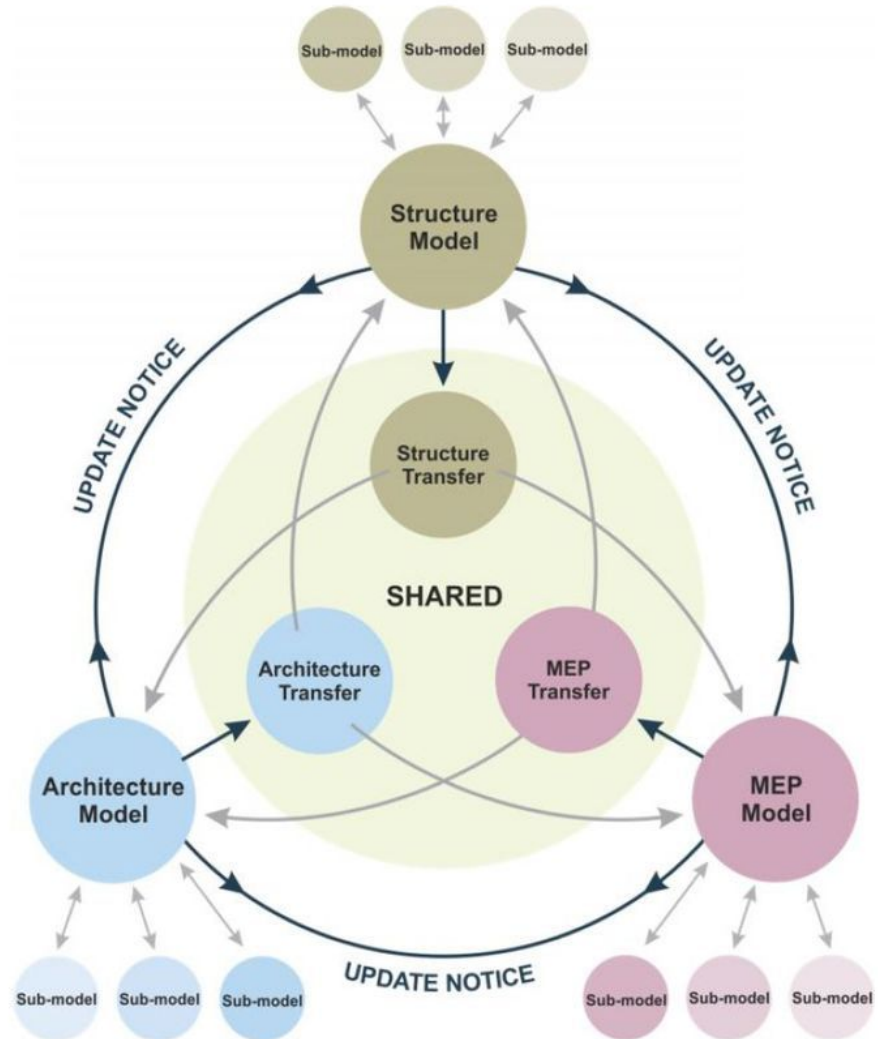 Sub-model
Sub-model
Sub-model
Structure
Model
UPDATE NOTICE
UPDATE NOTICE
Structure
Transfer
SHARED
Architecture
Transfer
MEP
Transfer
Architecture
Model
MEP
Model
UPDATE NOTICE
Sub-model
Sub-model
Sub-model
Sub-model
Sub-model
Sub-model